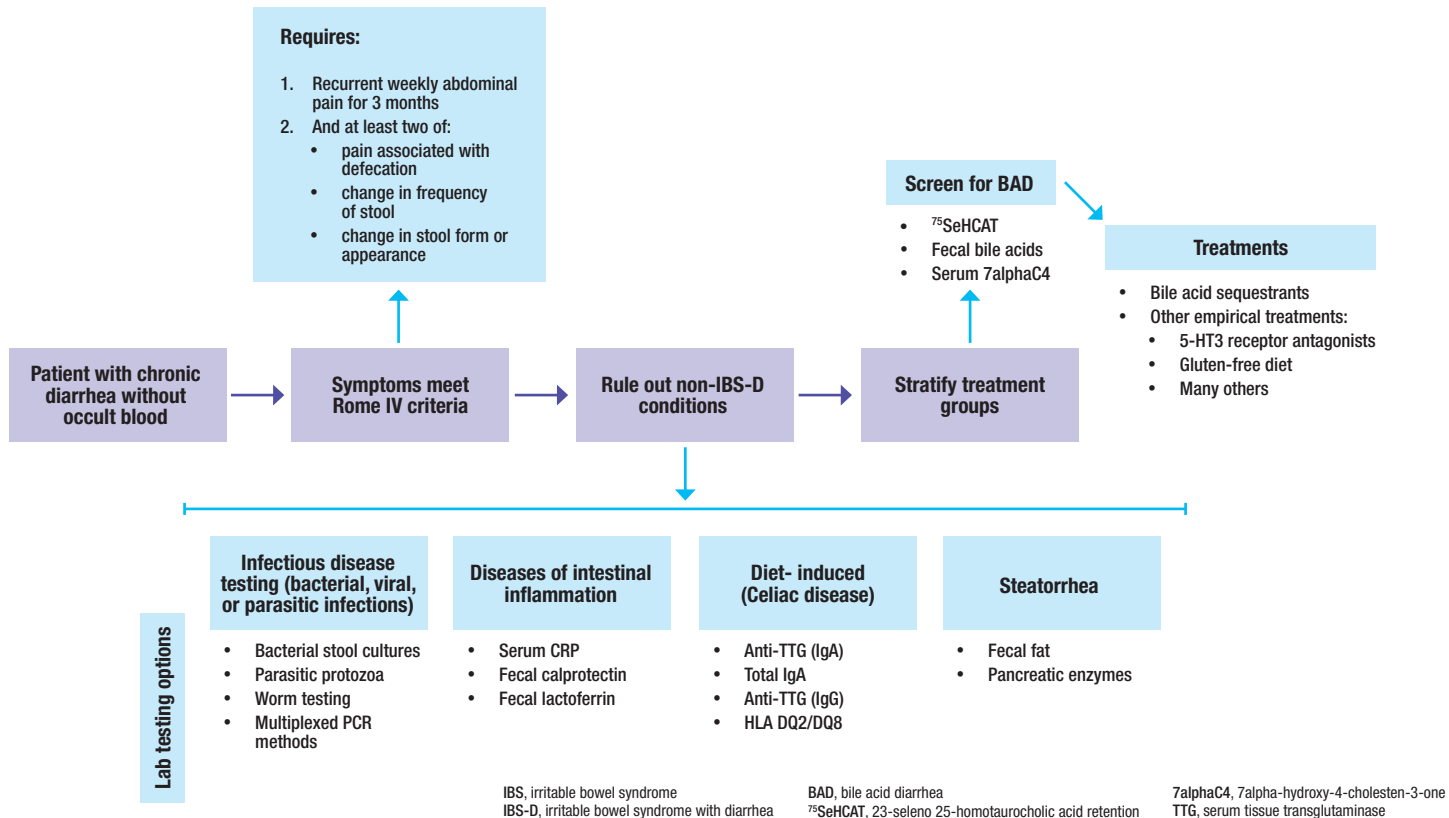 Requires:
1. Recurrent weekly abdominal
pain for 3 months
2. And at least two of:
• pain associated with
defecation
• change in frequency
of stool
• change in stool form or
appearance
Screen for BAD
• ⁷⁵SeHCAT
• Fecal bile acids
• Serum 7alphaC4
Treatments
• Bile acid sequestrants
• Other empirical treatments:
• 5-HT3 receptor antagonists
• Gluten-free diet
• Many others
Patient with chronic
diarrhea without
occult blood
Symptoms meet
Rome IV criteria
Rule out non-IBS-D
conditions
Stratify treatment
groups
Lab testing options
Infectious disease
testing (bacterial, viral,
or parasitic infections)
• Bacterial stool cultures
• Parasitic protozoa
• Worm testing
• Multiplexed PCR
methods
Diseases of intestinal
inflammation
• Serum CRP
• Fecal calprotectin
• Fecal lactoferrin
Diet- induced
(Celiac disease)
• Anti-TTG (IgA)
• Total IgA
• Anti-TTG (IgG)
• HLA DQ2/DQ8
Steatorrhea
• Fecal fat
• Pancreatic enzymes
IBS, irritable bowel syndrome
IBS-D, irritable bowel syndrome with diarrhea
BAD, bile acid diarrhea
⁷⁵SeHCAT, 23-seleno 25-homotaurocholic acid retention
7alphaC4, 7alpha-hydroxy-4-cholesten-3-one
TTG, serum tissue transglutaminase